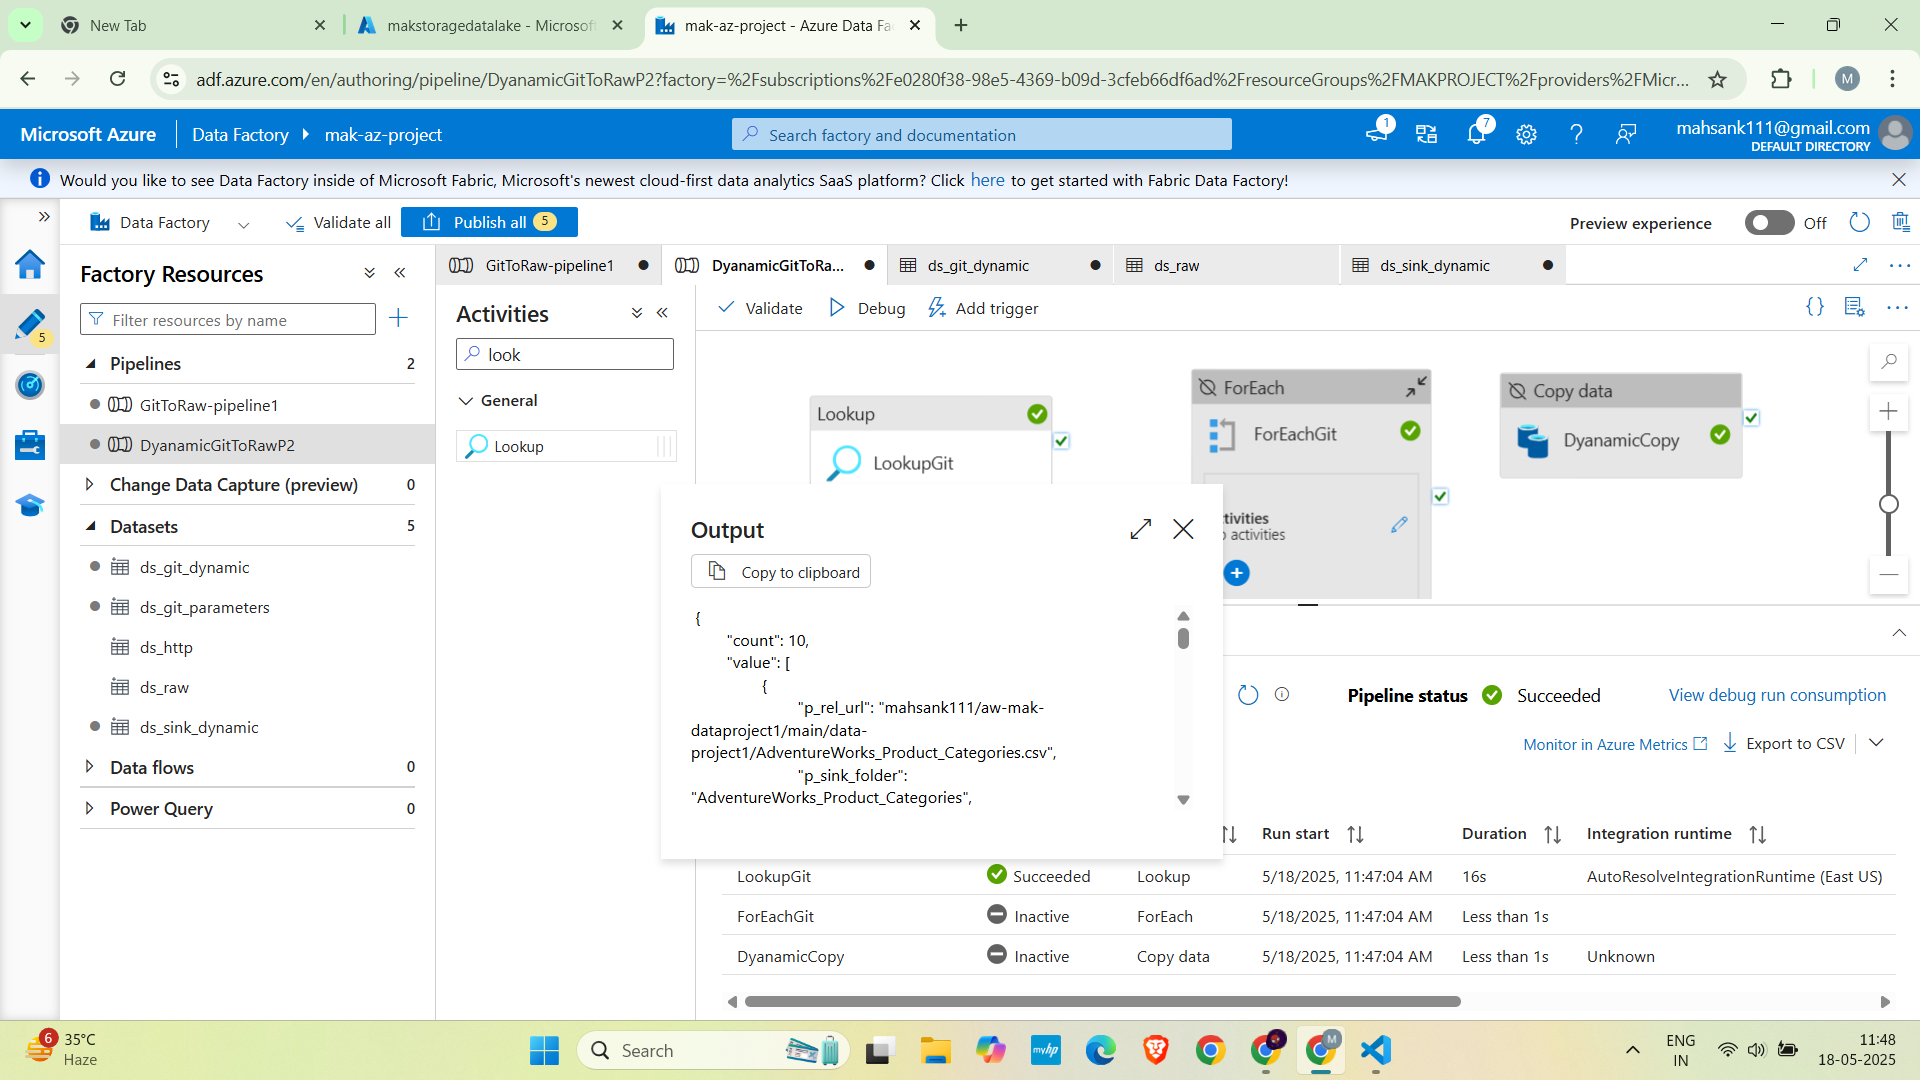 New Tab
makstoragedatalake - Microsof
mak-az-project - Azure Data Fa
adf.azure.com/en/authoring/pipeline/DyanamicGitToRawP2?factory=%2Fsubscriptions%2Fe0280f38-98e5-4369-b09d-3cfeb66df6ad%2FresourceGroups%2FMAKPROJECT%2Fproviders%2FMicr...
M
Microsoft Azure
Data Factory
mak-az-project
Search factory and documentation
1
7
mahsank111@gmail.com
DEFAULT DIRECTORY
Would you like to see Data Factory inside of Microsoft Fabric, Microsoft's newest cloud-first data analytics SaaS platform? Click here to get started with Fabric Data Factory!
Data Factory
Validate all
Publish all 5
Preview experience
Off
5
Factory Resources
Filter resources by name
Pipelines 2
GitToRaw-pipeline1
DyanamicGitToRawP2
Change Data Capture (preview) 0
Datasets 5
ds_git_dynamic
ds_git_parameters
ds_http
ds_raw
ds_sink_dynamic
Data flows 0
Power Query 0
GitToRaw-pipeline1
DyanamicGitToRa...
ds_git_dynamic
ds_raw
ds_sink_dynamic
Activities
look
General
Lookup
Validate
Debug
Add trigger
Lookup
LookupGit
ForEach
ForEachGit
tivities
activities
Copy data
DyanamicCopy
Output
Copy to clipboard
{
"count": 10,
"value": [
{
"p_rel_url": "mahsank111/aw-mak-
dataproject1/main/data-
project1/AdventureWorks_Product_Categories.csv",
"p_sink_folder":
"AdventureWorks_Product_Categories",
Pipeline status Succeeded
View debug run consumption
Monitor in Azure Metrics
Export to CSV
Run start
Duration
Integration runtime
LookupGit Succeeded Lookup 5/18/2025, 11:47:04 AM 16s AutoResolveIntegrationRuntime (East US)
ForEachGit Inactive ForEach 5/18/2025, 11:47:04 AM Less than 1s
DyanamicCopy Inactive Copy data 5/18/2025, 11:47:04 AM Less than 1s Unknown
6
35°C
Haze
Search
myhp
M
ENG
IN
11:48
18-05-2025